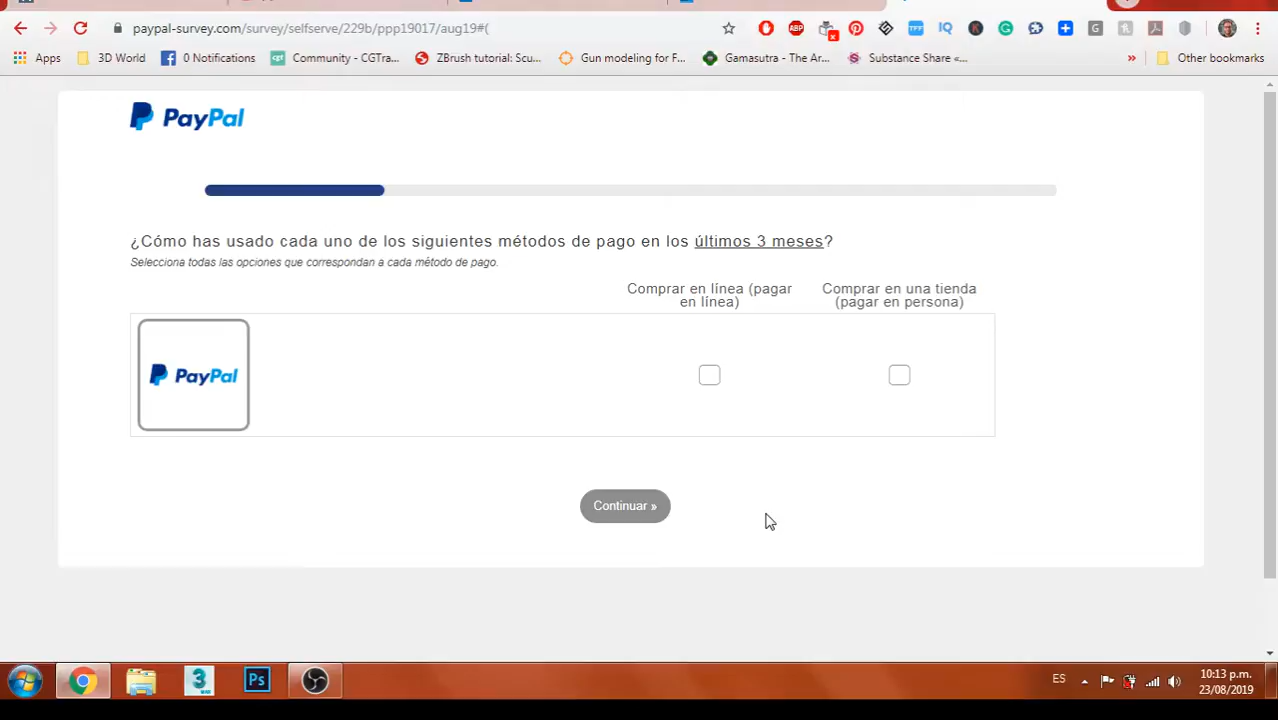 paypal-survey.com/survey/selfserve/229b/ppp19017/aug19#(
Apps 3D World 0 Notifications Community - CGTra... ZBrush tutorial: Scu... Gun modeling for F... Gamasutra - The Ar... Substance Share «... » Other bookmarks
PayPal
¿Cómo has usado cada uno de los siguientes métodos de pago en los últimos 3 meses?
Selecciona todas las opciones que correspondan a cada método de pago.
Comprar en línea (pagar
en línea)
Comprar en una tienda
(pagar en persona)
PayPal
Continuar »
ES
10:13 p.m.
23/08/2019